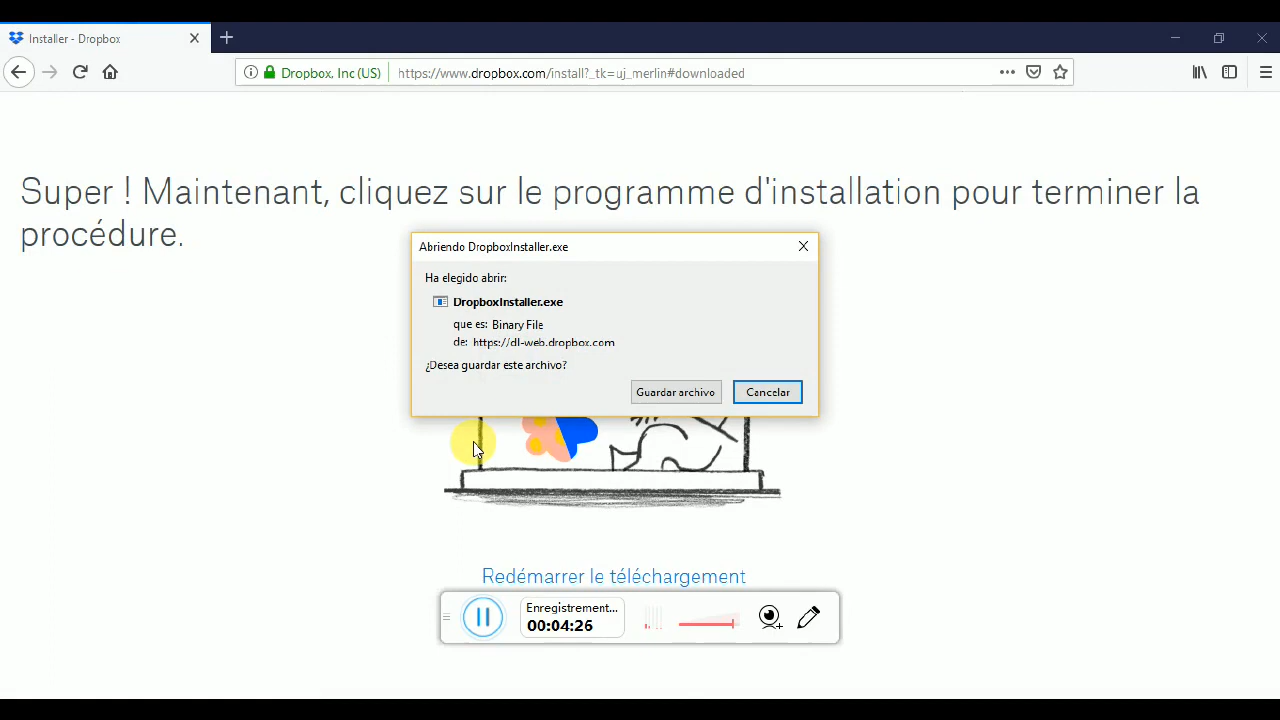 Installer - Dropbox
Dropbox, Inc (US)
https://www.dropbox.com/install?_tk=uj_merlin#downloaded
Super ! Maintenant, cliquez sur le programme d'installation pour terminer la
procédure.
Abriendo DropboxInstaller.exe
Ha elegido abrir:
DropboxInstaller.exe
que es: Binary File
de: https://dl-web.dropbox.com
¿Desea guardar este archivo?
Guardar archivo
Cancelar
Redémarrer le téléchargement
Enregistrement...
00:04:26